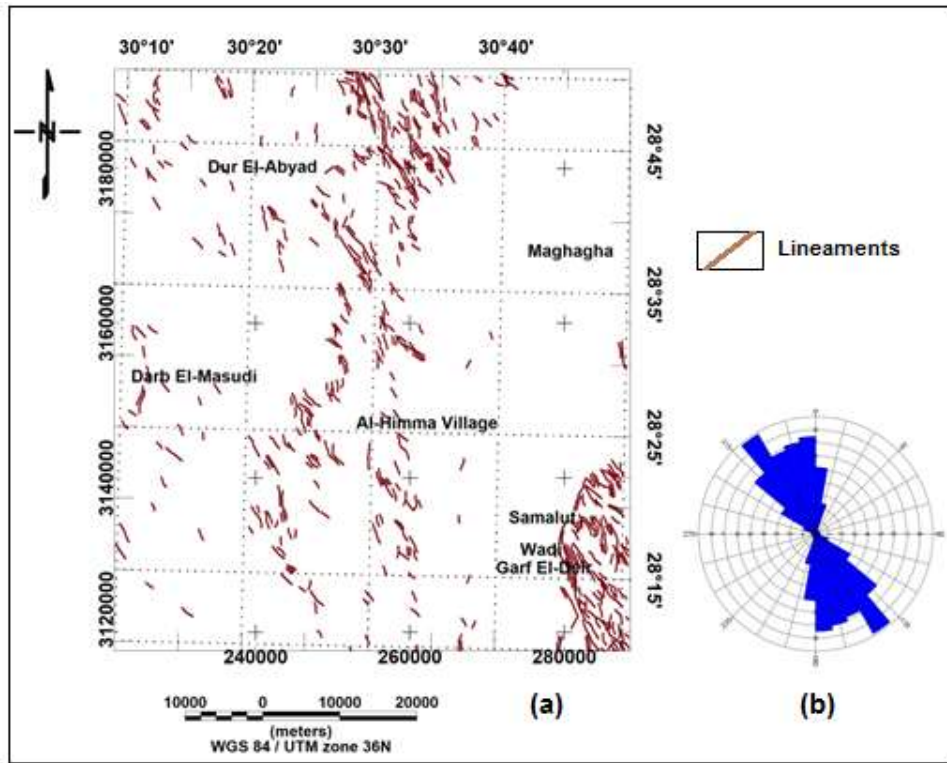 30°10' 30°20' 30°30' 30°40'
N
3180000
3160000
3140000
3120000
28°45'
28°35'
28°25'
28°15'
Dur El-Abyad
Maghagha
Darb El-Masudi
Al-Himma Village
Samalut
Wadi
Garf El-Deir
240000 260000 280000
10000 0 10000 20000
(meters)
WGS 84 / UTM zone 36N
(a)
Lineaments
(b)